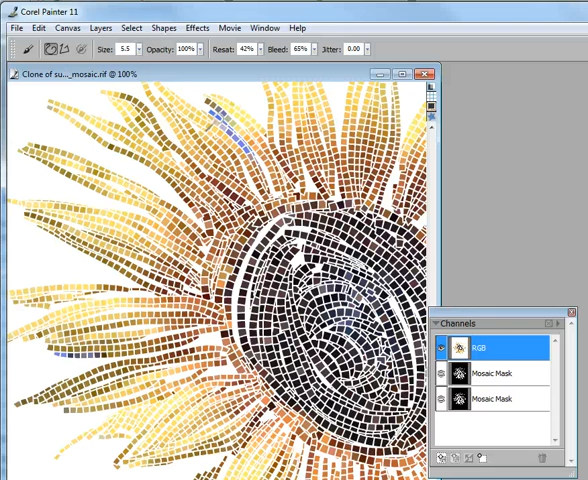 Corel Painter 11
File Edit Canvas Layers Select Shapes Effects Movie Window Help
Size: 5.5 Opacity: 100% Resat: 42% Bleed: 65% Jitter: 0.00
Clone of su..._mosaic.rif @ 100%
Channels
RGB
Mosaic Mask
Mosaic Mask